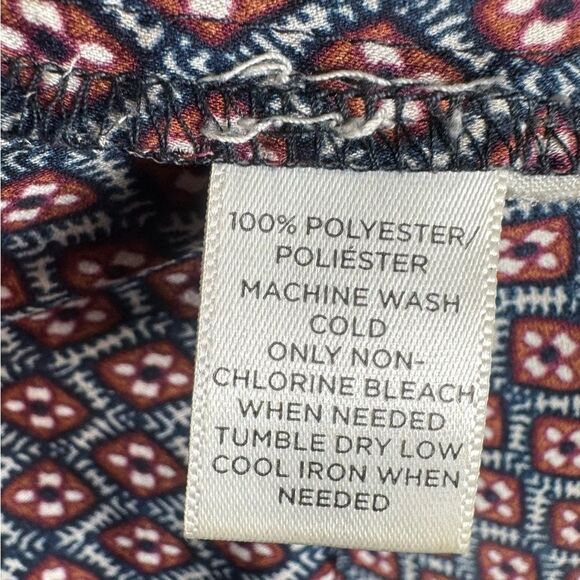 100% POLYESTER/
POLIÉSTER
MACHINE WASH
COLD
ONLY NON-
CHLORINE BLEACH
WHEN NEEDED
TUMBLE DRY LOW
COOL IRON WHEN
NEEDED